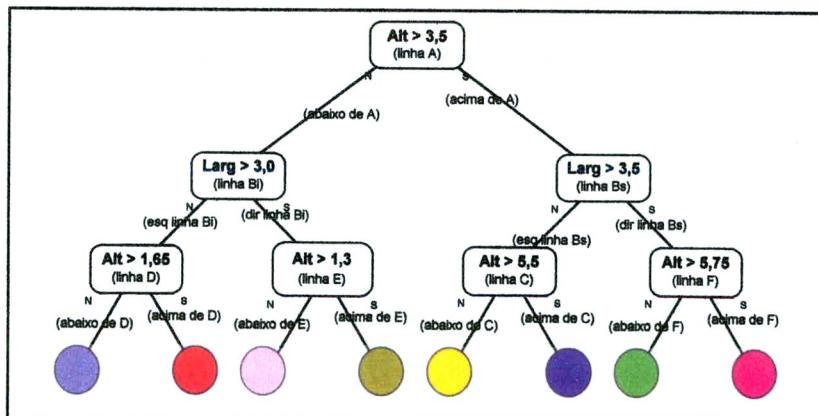 Alt > 3,5
(linha A)
N
S
(abaixo de A)
(acima de A)
Larg > 3,0
(linha Bi)
Larg > 3,5
(linha Bs)
N
S
(esq linha Bi)
(dir linha Bi)
N
S
(esq linha Bs)
(dir linha Bs)
Alt > 1,65
(linha D)
Alt > 1,3
(linha E)
Alt > 5,5
(linha C)
Alt > 5,75
(linha F)
N
S
N
S
N
S
N
S
(abaixo de D)
(acima de D)
(abaixo de E)
(acima de E)
(abaixo de C)
(acima de C)
(abaixo de F)
(acima de F)